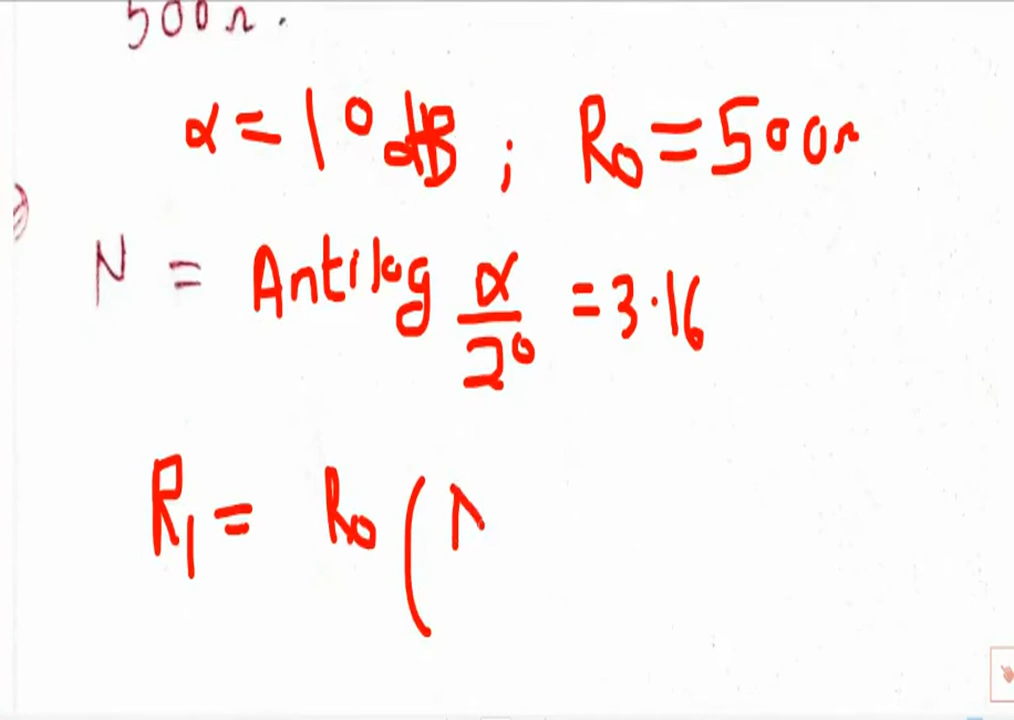 500Ω.
α = 10 dB ; R₀ = 500Ω
N = Antilog α/20 = 3.16
R₁ = R₀ ( N